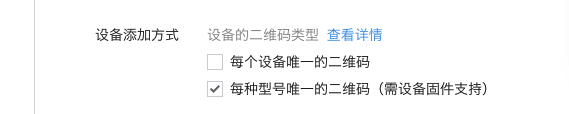 设备添加方式 设备的二维码类型 查看详情
每个设备唯一的二维码
每种型号唯一的二维码（需设备固件支持）